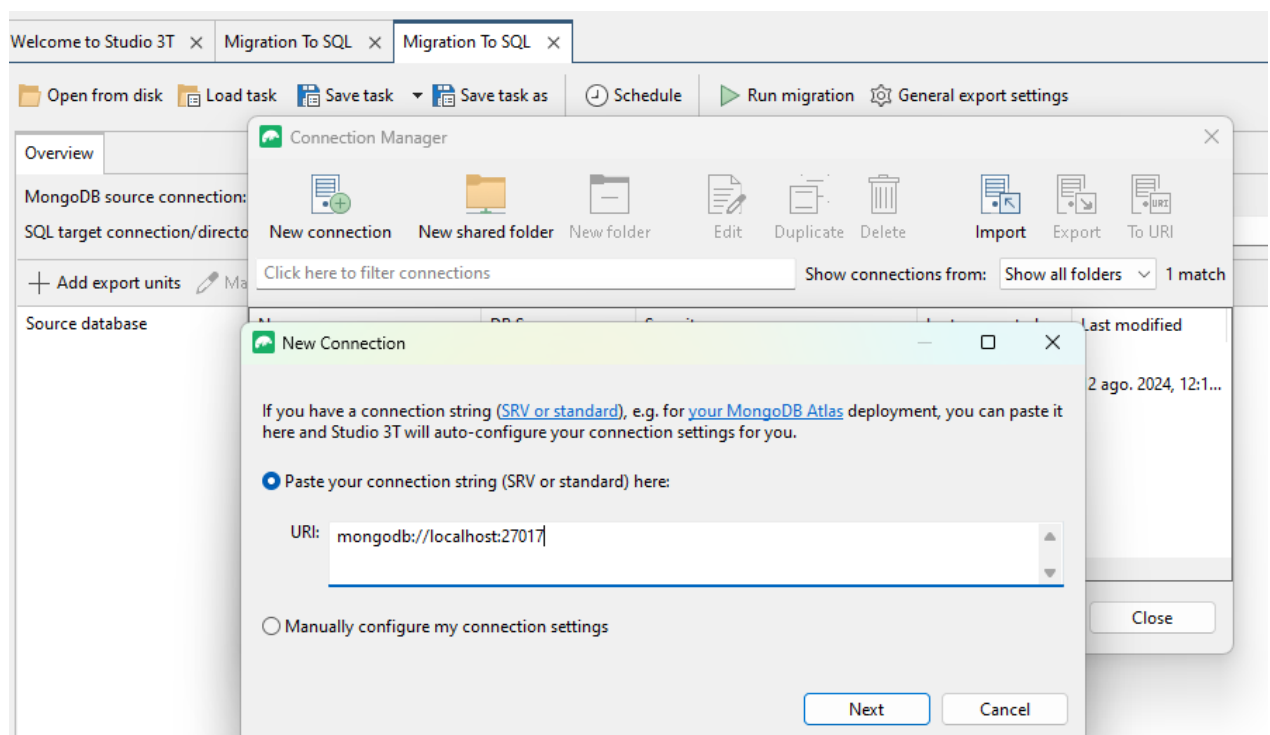 Welcome to Studio 3T
Migration To SQL
Migration To SQL
Open from disk
Load task
Save task
Save task as
Schedule
Run migration
General export settings
Overview
Connection Manager
MongoDB source connection:
SQL target connection/directo
New connection
New shared folder
New folder
Edit
Duplicate
Delete
Import
Export
To URI
Click here to filter connections
Show connections from:
Show all folders
1 match
Add export units
Ma
Source database
Last modified
2 ago. 2024, 12:1...
New Connection
If you have a connection string (SRV or standard), e.g. for your MongoDB Atlas deployment, you can paste it
here and Studio 3T will auto-configure your connection settings for you.
Paste your connection string (SRV or standard) here:
URI:
mongodb://localhost:27017
Manually configure my connection settings
Close
Next
Cancel